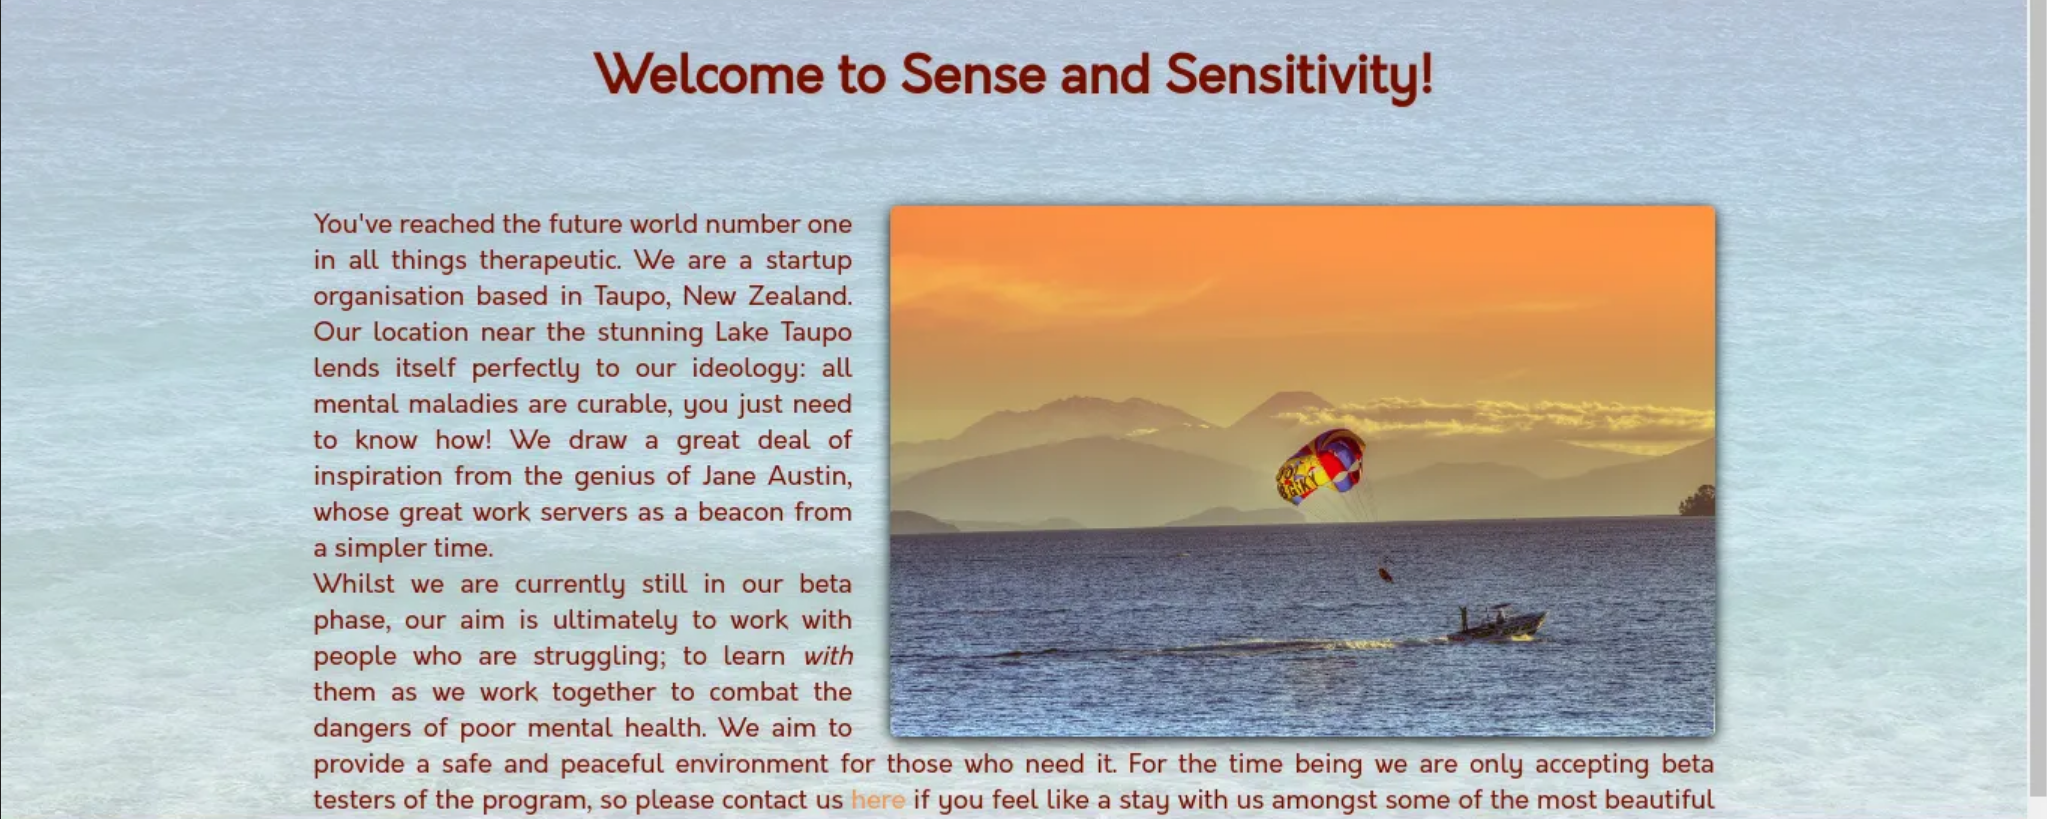 Welcome to Sense and Sensitivity!
You've reached the future world number one
in all things therapeutic. We are a startup
organisation based in Taupo, New Zealand.
Our location near the stunning Lake Taupo
lends itself perfectly to our ideology: all
mental maladies are curable, you just need
to know how! We draw a great deal of
inspiration from the genius of Jane Austin,
whose great work servers as a beacon from
a simpler time.
Whilst we are currently still in our beta
phase, our aim is ultimately to work with
people who are struggling; to learn with
them as we work together to combat the
dangers of poor mental health. We aim to
provide a safe and peaceful environment for those who need it. For the time being we are only accepting beta
testers of the program, so please contact us here if you feel like a stay with us amongst some of the most beautiful